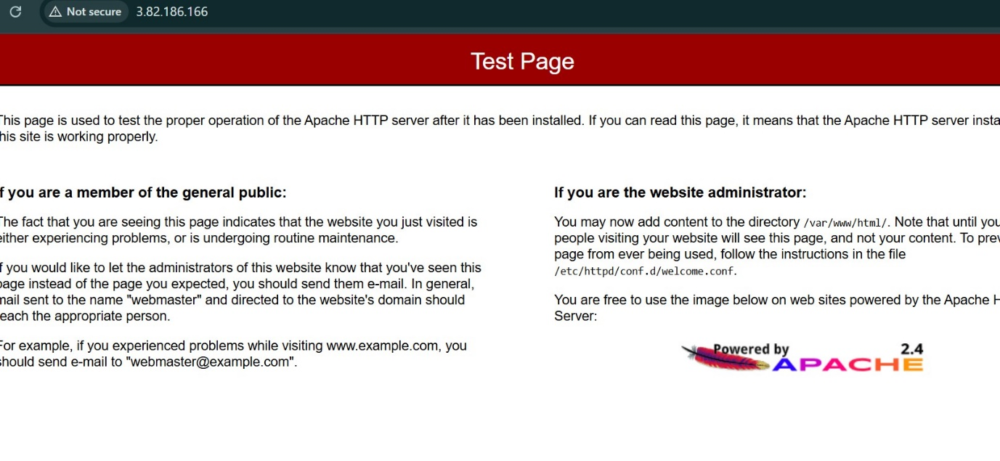 Not secure 3.82.186.166
Test Page
his page is used to test the proper operation of the Apache HTTP server after it has been installed. If you can read this page, it means that the Apache HTTP server insta
his site is working properly.
f you are a member of the general public:
The fact that you are seeing this page indicates that the website you just visited is
either experiencing problems, or is undergoing routine maintenance.
f you would like to let the administrators of this website know that you've seen this
page instead of the page you expected, you should send them e-mail. In general,
mail sent to the name "webmaster" and directed to the website's domain should
each the appropriate person.
For example, if you experienced problems while visiting www.example.com, you
should send e-mail to "webmaster@example.com".
If you are the website administrator:
You may now add content to the directory /var/www/html/. Note that until you
people visiting your website will see this page, and not your content. To prev
page from ever being used, follow the instructions in the file
/etc/httpd/conf.d/welcome.conf.
You are free to use the image below on web sites powered by the Apache H
Server:
Powered by 2.4
APACHE